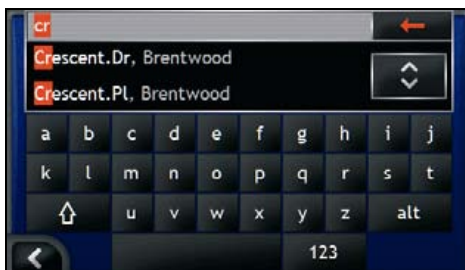 cr
Crescent.Dr, Brentwood
Crescent.Pl, Brentwood
a b c d e f g h i j
k l m n o p q r s t
u v w x y z alt
123